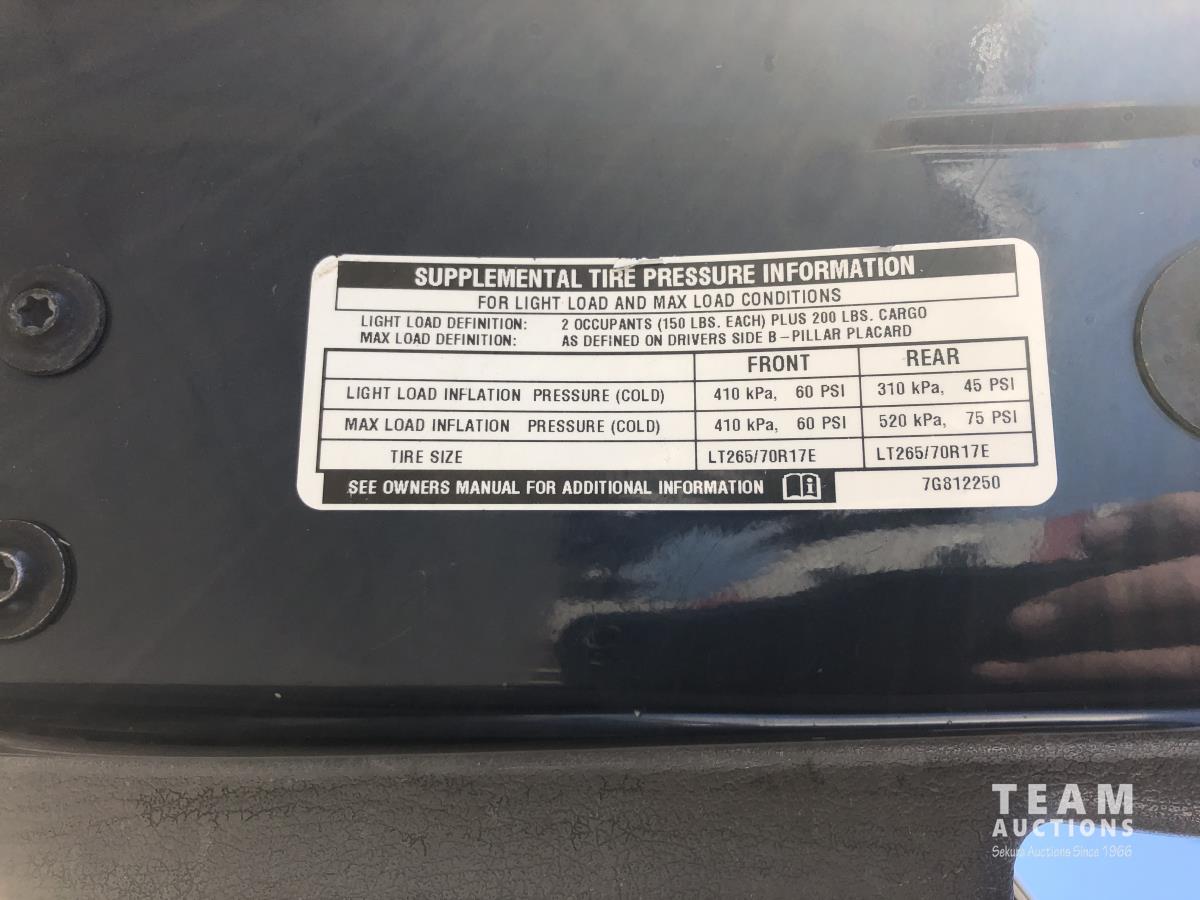 SUPPLEMENTAL TIRE PRESSURE INFORMATION
FOR LIGHT LOAD AND MAX LOAD CONDITIONS
LIGHT LOAD DEFINITION: 2 OCCUPANTS (150 LBS. EACH) PLUS 200 LBS. CARGO
MAX LOAD DEFINITION: AS DEFINED ON DRIVERS SIDE B-PILLAR PLACARD
FRONT REAR
LIGHT LOAD INFLATION PRESSURE (COLD) 410 kPa, 60 PSI 310 kPa, 45 PSI
MAX LOAD INFLATION PRESSURE (COLD) 410 kPa, 60 PSI 520 kPa, 75 PSI
TIRE SIZE LT265/70R17E LT265/70R17E
SEE OWNERS MANUAL FOR ADDITIONAL INFORMATION 7G812250
TEAM
AUCTIONS
Sekura Auctions Since 1966